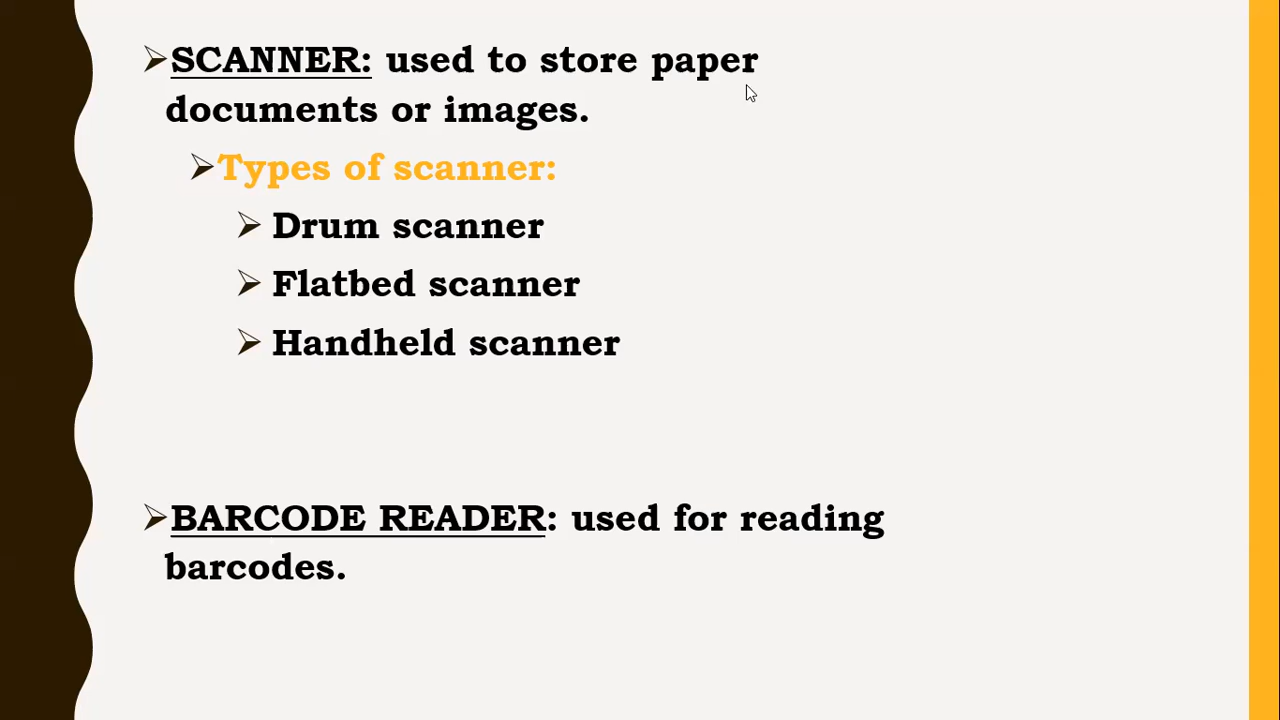 SCANNER: used to store paper
documents or images.
Types of scanner:
Drum scanner
Flatbed scanner
Handheld scanner
BARCODE READER: used for reading
barcodes.